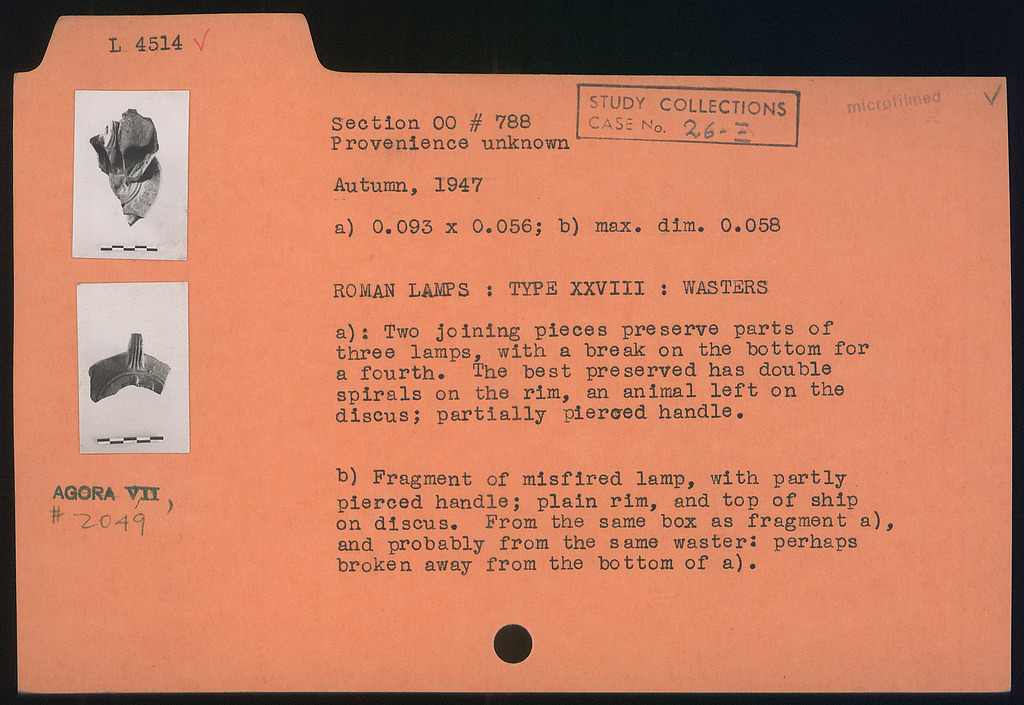 L 4514 ✓
STUDY COLLECTIONS
CASE No. 26-II
microfilmed ✓
Section OO # 788
Provenience unknown
Autumn, 1947
a) 0.093 x 0.056; b) max. dim. 0.058
ROMAN LAMPS : TYPE XXVIII : WASTERS
a): Two joining pieces preserve parts of
three lamps, with a break on the bottom for
a fourth. The best preserved has double
spirals on the rim, an animal left on the
discus; partially pierced handle.
b) Fragment of misfired lamp, with partly
pierced handle; plain rim, and top of ship
on discus. From the same box as fragment a),
and probably from the same waster: perhaps
broken away from the bottom of a).
AGORA VII,
# 2049